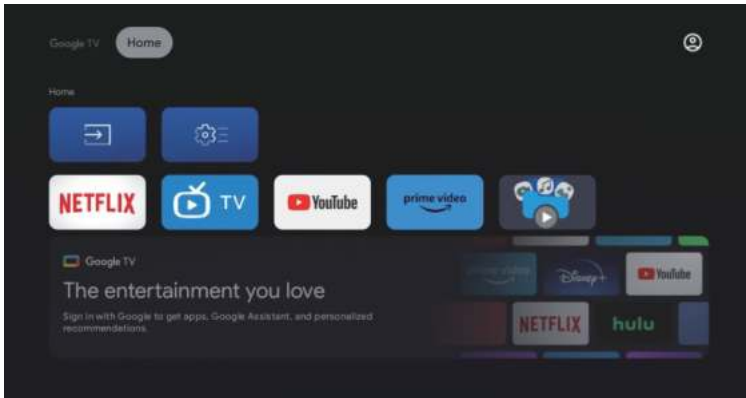 Google TV Home
Home
NETFLIX TV YouTube prime video
Google TV
The entertainment you love
Sign in with Google to get apps, Google Assistant, and personalized
recommendations.
prime video Disney+ YouTube
NETFLIX hulu